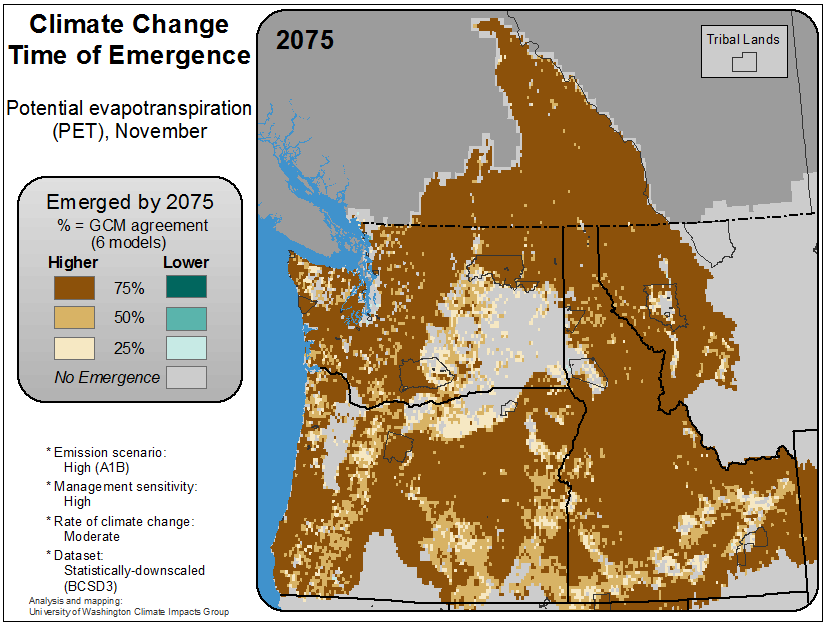 Climate Change
Time of Emergence
Potential evapotranspiration
(PET), November
Emerged by 2075
% = GCM agreement
(6 models)
Higher Lower
75%
50%
25%
No Emergence
* Emission scenario:
High (A1B)
* Management sensitivity:
High
* Rate of climate change:
Moderate
* Dataset:
Statistically-downscaled
(BCSD3)
Analysis and mapping:
University of Washington Climate Impacts Group
2075
Tribal Lands